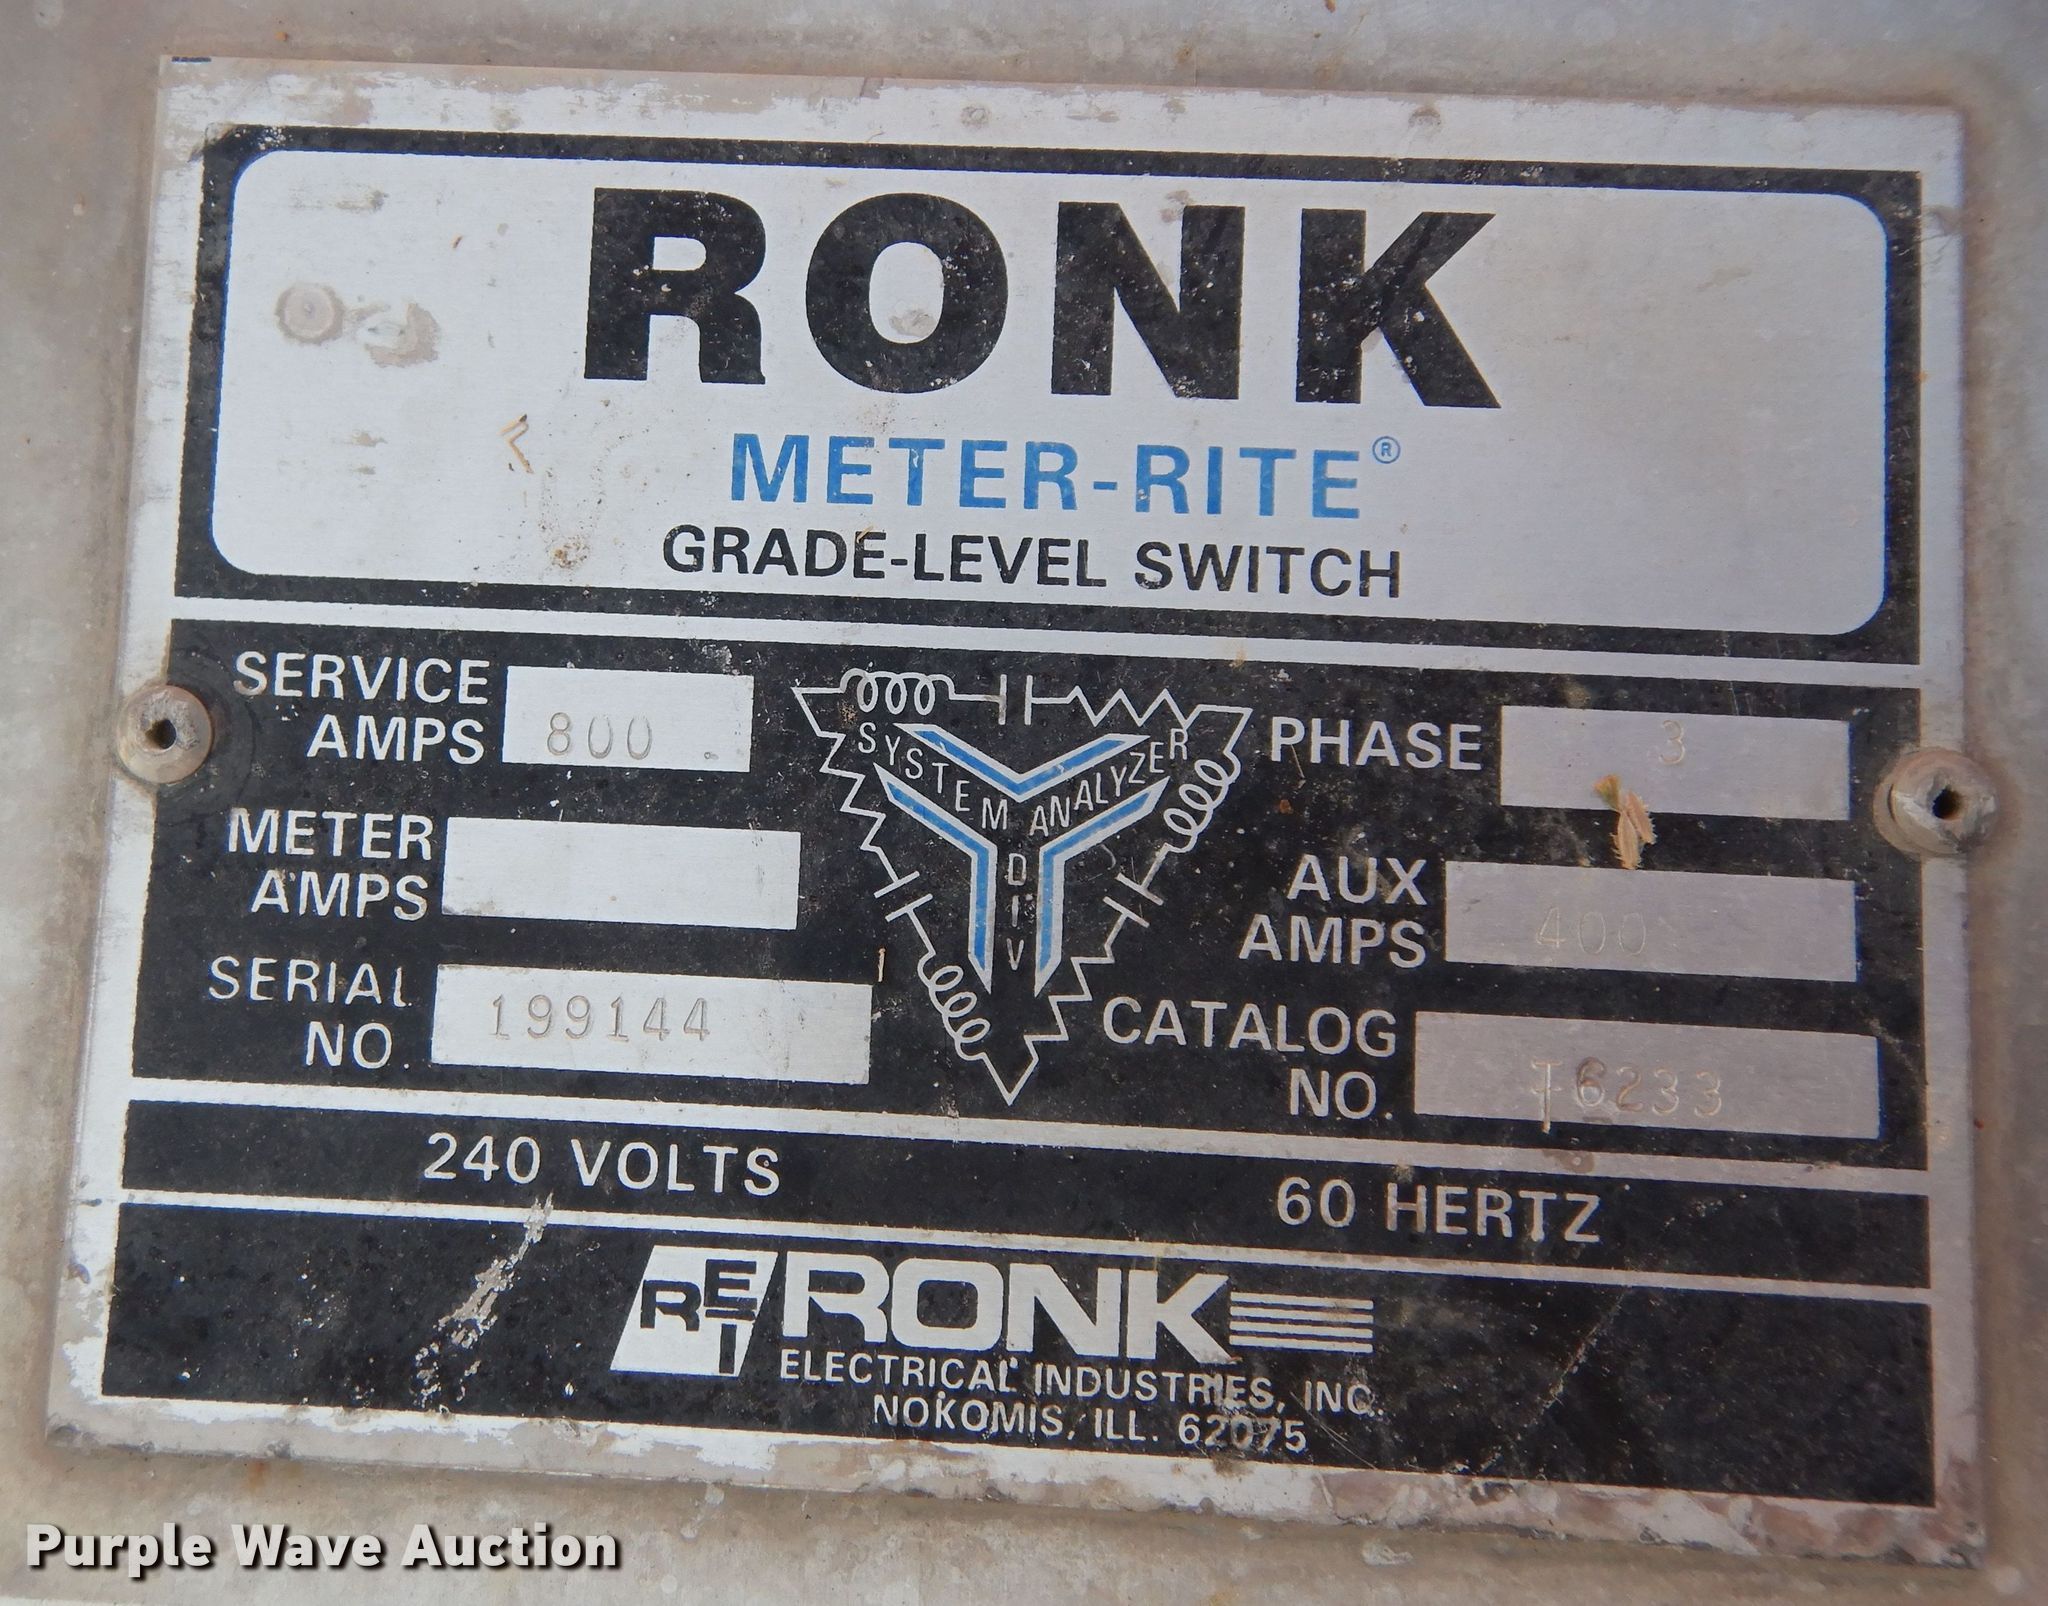 RONK
METER-RITE®
GRADE-LEVEL SWITCH
SERVICE AMPS 800
METER AMPS
SERIAL NO. 199144
SYSTEM ANALYZER DIV
PHASE 3
AUX AMPS 400
CATALOG NO. T6233
240 VOLTS 60 HERTZ
REI RONK
ELECTRICAL INDUSTRIES, INC.
NOKOMIS, ILL. 62075
Purple Wave Auction